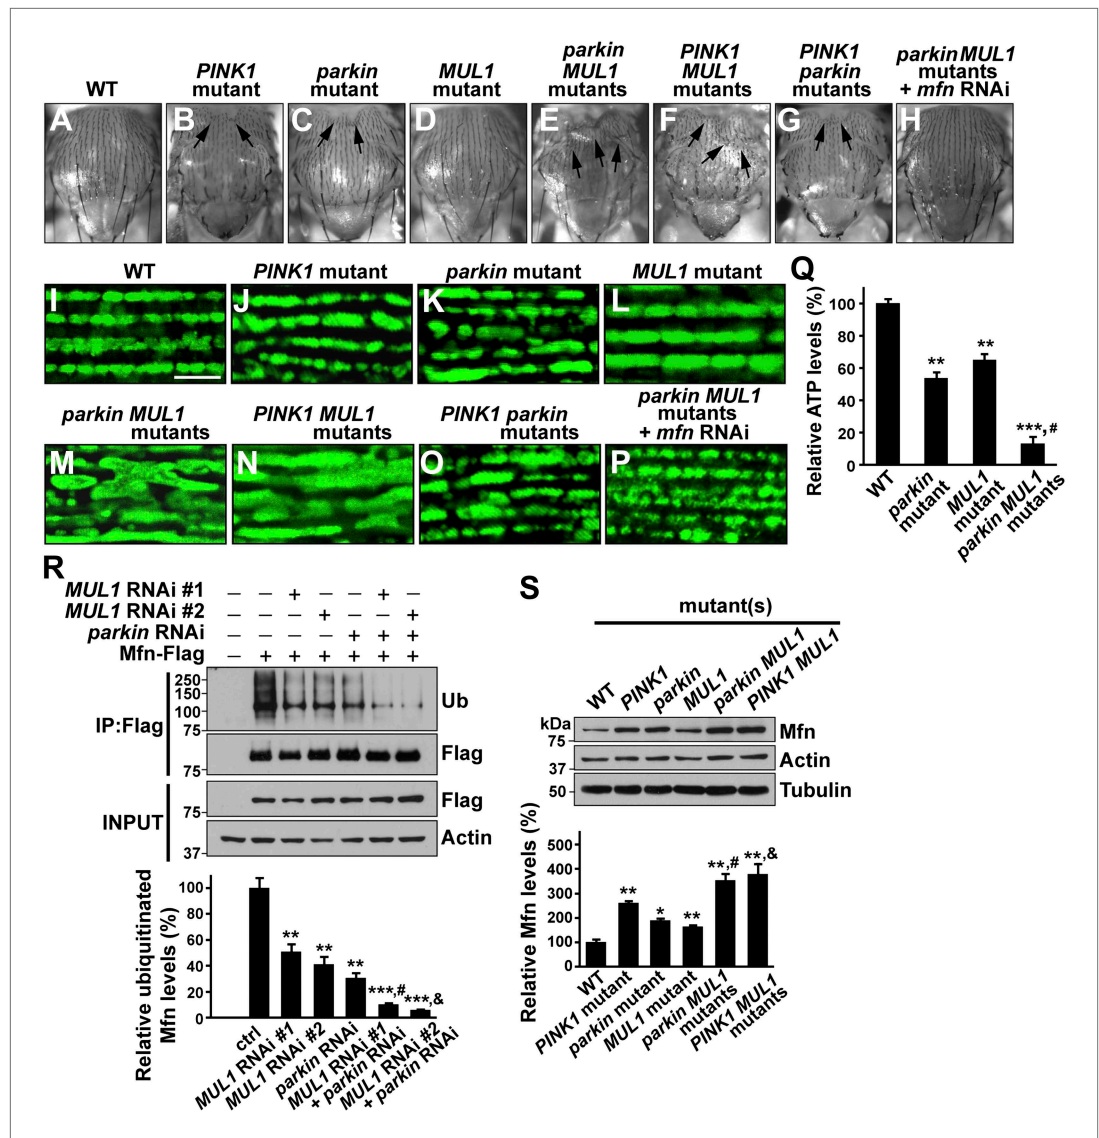 WT
PINK1
mutant
parkin
mutant
MUL1
mutant
parkin
MUL1
mutants
PINK1
MUL1
mutants
PINK1
parkin
mutants
parkin MUL1
mutants
+ mfn RNAi
A B C D E F G H
WT
PINK1 mutant
parkin mutant
MUL1 mutant
I J K L
parkin MUL1
mutants
PINK1 MUL1
mutants
PINK1 parkin
mutants
parkin MUL1
mutants
+ mfn RNAi
M N O P
Q
Relative ATP levels (%)
100
80
60
40
20
0
**
**
***,#
WT
parkin
mutant
MUL1
mutant
parkin MUL1
mutants
R
MUL1 RNAi #1 – – + – – + –
MUL1 RNAi #2 – – – + – – +
parkin RNAi – – – – + + +
Mfn-Flag – + + + + + +
IP:Flag
250
150
100
75
Ub
75
Flag
INPUT
75
Flag
37
Actin
Relative ubiquitinated
Mfn levels (%)
100
80
60
40
20
0
**
**
**
***,#
***,&
ctrl
MUL1 RNAi #1
MUL1 RNAi #2
parkin RNAi
MUL1 RNAi #1
+ parkin RNAi
MUL1 RNAi #2
+ parkin RNAi
S
mutant(s)
WT
PINK1
parkin
MUL1
parkin MUL1
PINK1 MUL1
kDa
75
Mfn
37
Actin
50
Tubulin
Relative Mfn levels (%)
500
400
300
200
100
0
**
*
**
**,#
**,&
WT
PINK1 mutant
parkin mutant
MUL1 mutant
parkin MUL1
mutants
PINK1 MUL1
mutants